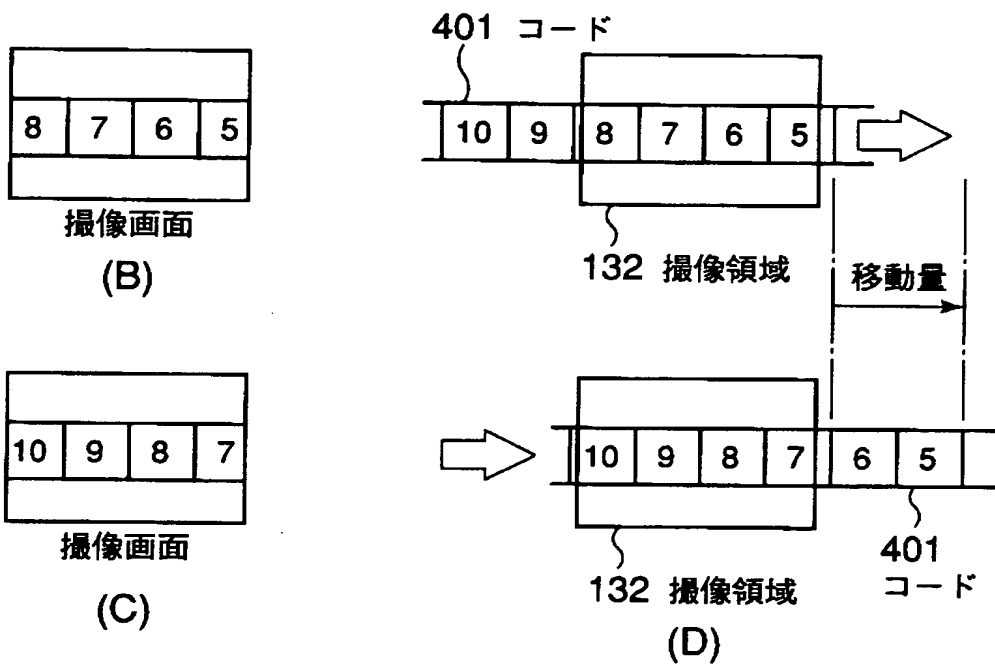 401 コード
8 7 6 5
10 9 8 7 6 5
撮像画面
(B)
132 撮像領域
移動量
10 9 8 7
10 9 8 7 6 5
撮像画面
132 撮像領域
401
コード
(C)
(D)